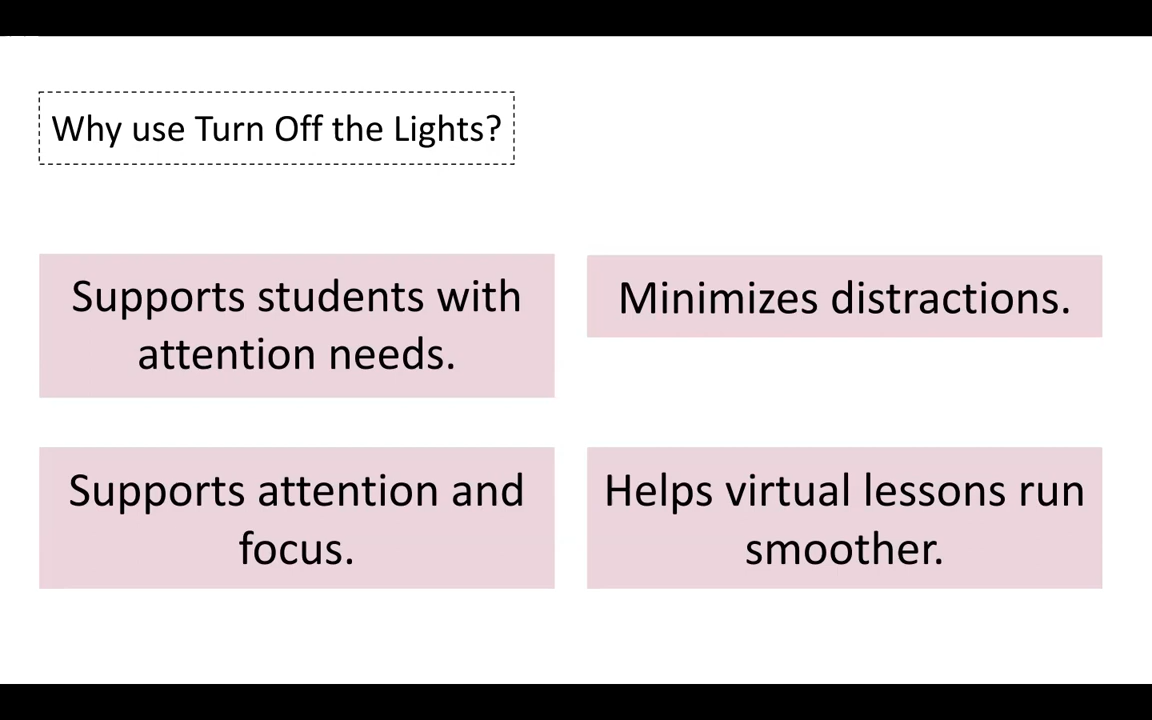 Why use Turn Off the Lights?
Supports students with
attention needs.
Minimizes distractions.
Supports attention and
focus.
Helps virtual lessons run
smoother.